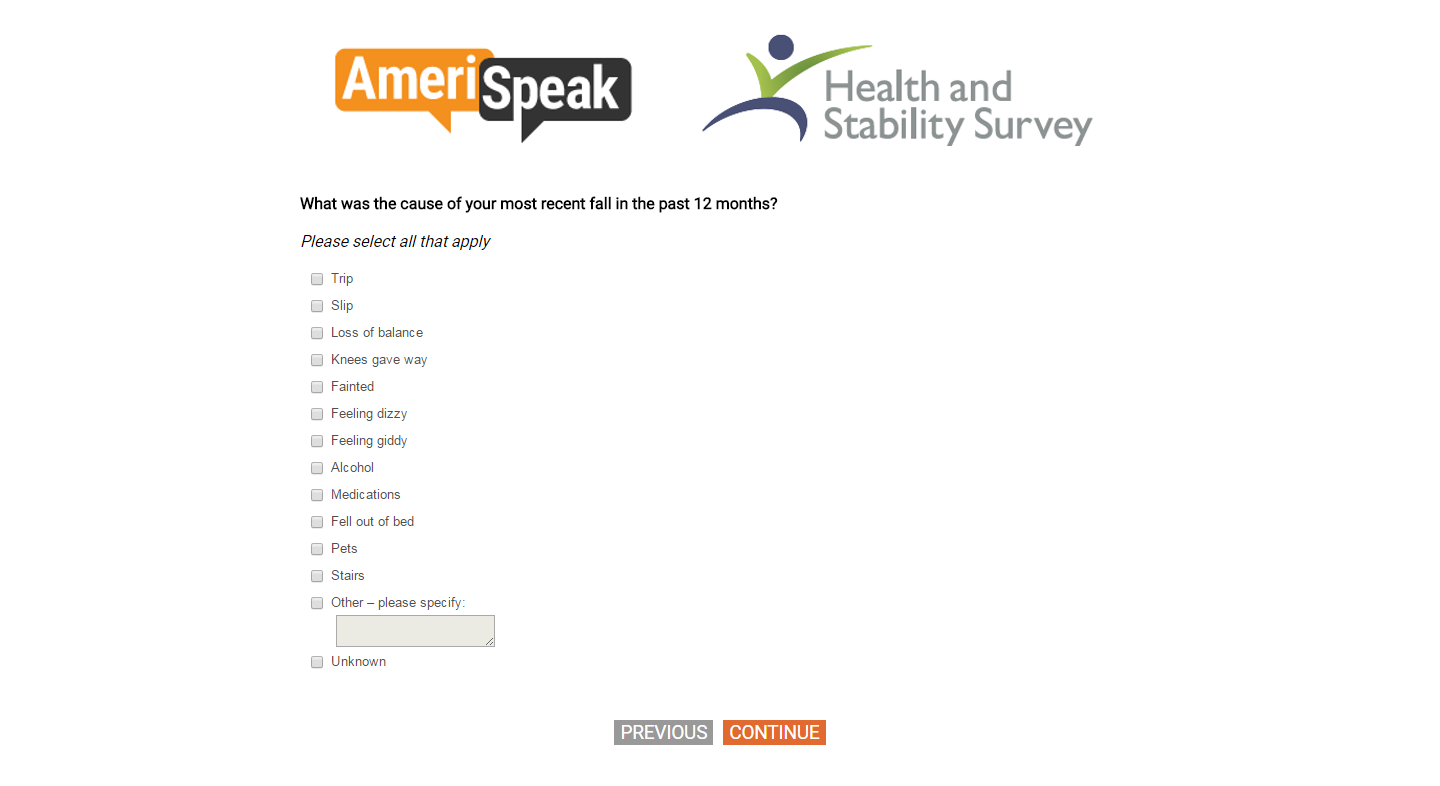 AmeriSpeak
Health and
Stability Survey
What was the cause of your most recent fall in the past 12 months?
Please select all that apply
Trip
Slip
Loss of balance
Knees gave way
Fainted
Feeling dizzy
Feeling giddy
Alcohol
Medications
Fell out of bed
Pets
Stairs
Other – please specify:
Unknown
PREVIOUS CONTINUE